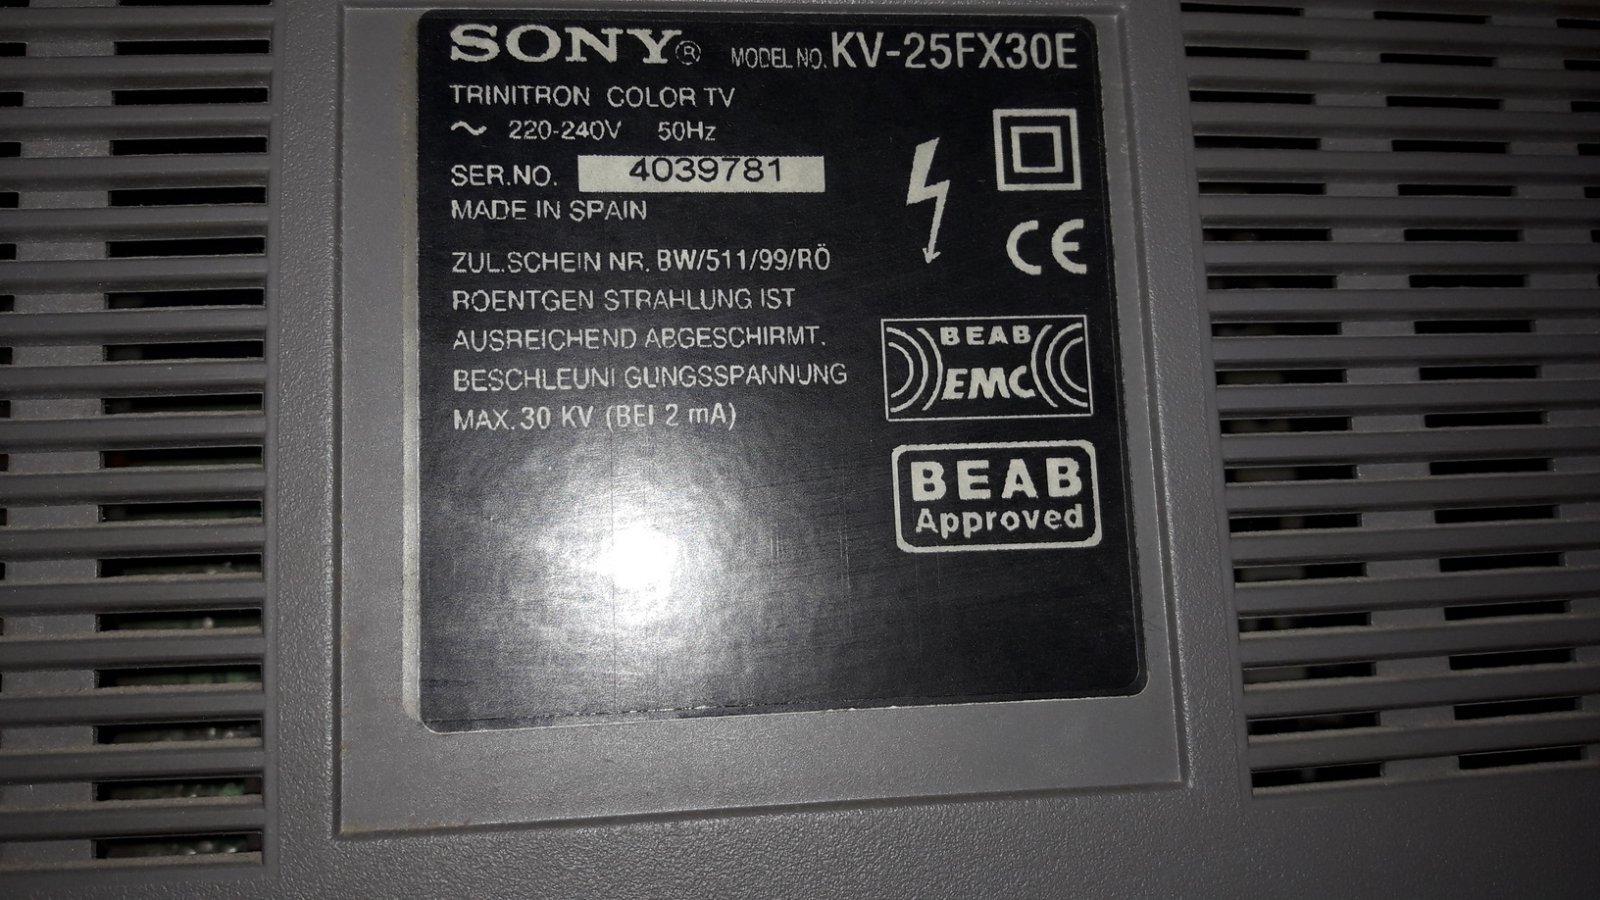 SONY® MODEL NO. KV-25FX30E
TRINITRON COLOR TV
~ 220-240V 50Hz
SER.NO. 4039781
MADE IN SPAIN
ZUL.SCHEIN NR. BW/511/99/RÖ
ROENTGEN STRAHLUNG IST
AUSREICHEND ABGESCHIRMT.
BESCHLEUNI GUNGSSPANNUNG
MAX. 30 KV (BEI 2 mA)
CE
BEAB
EMC
BEAB
Approved